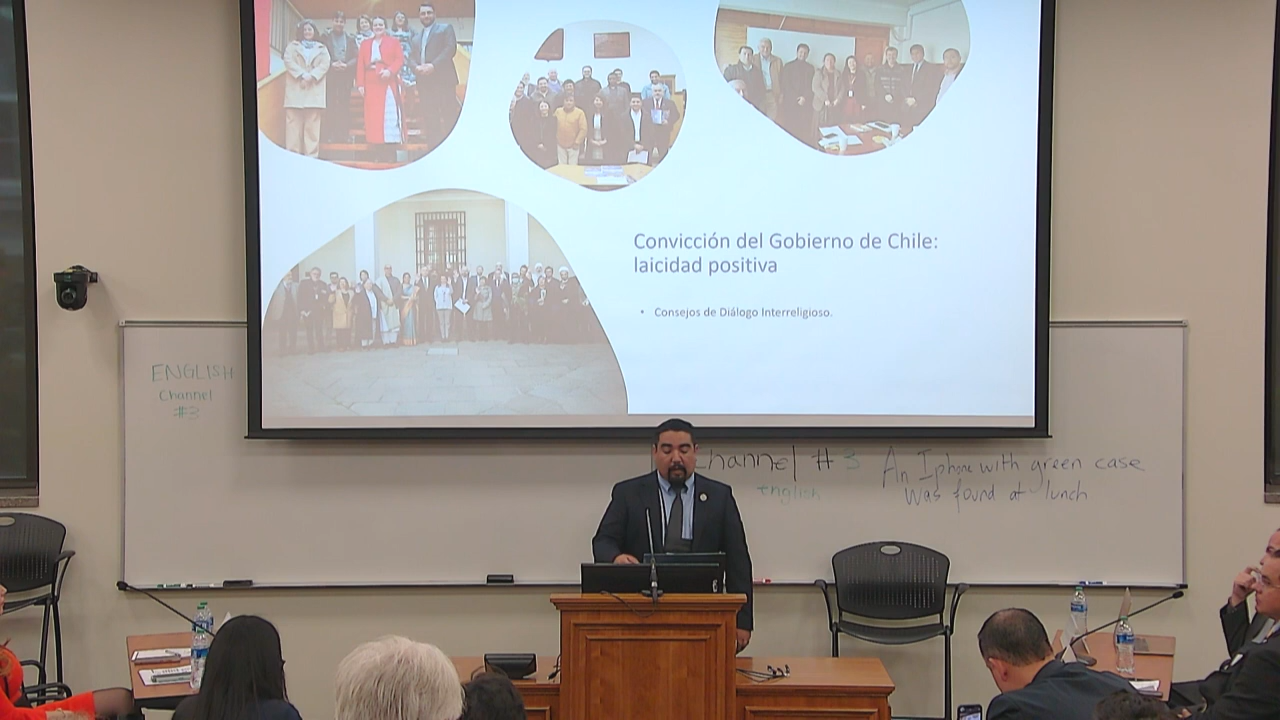 Convicción del Gobierno de Chile:
laicidad positiva
• Consejos de Diálogo Interreligioso.
ENGLISH
Channel
#3
Channel # 3
english
An Iphone with green case
was found at lunch